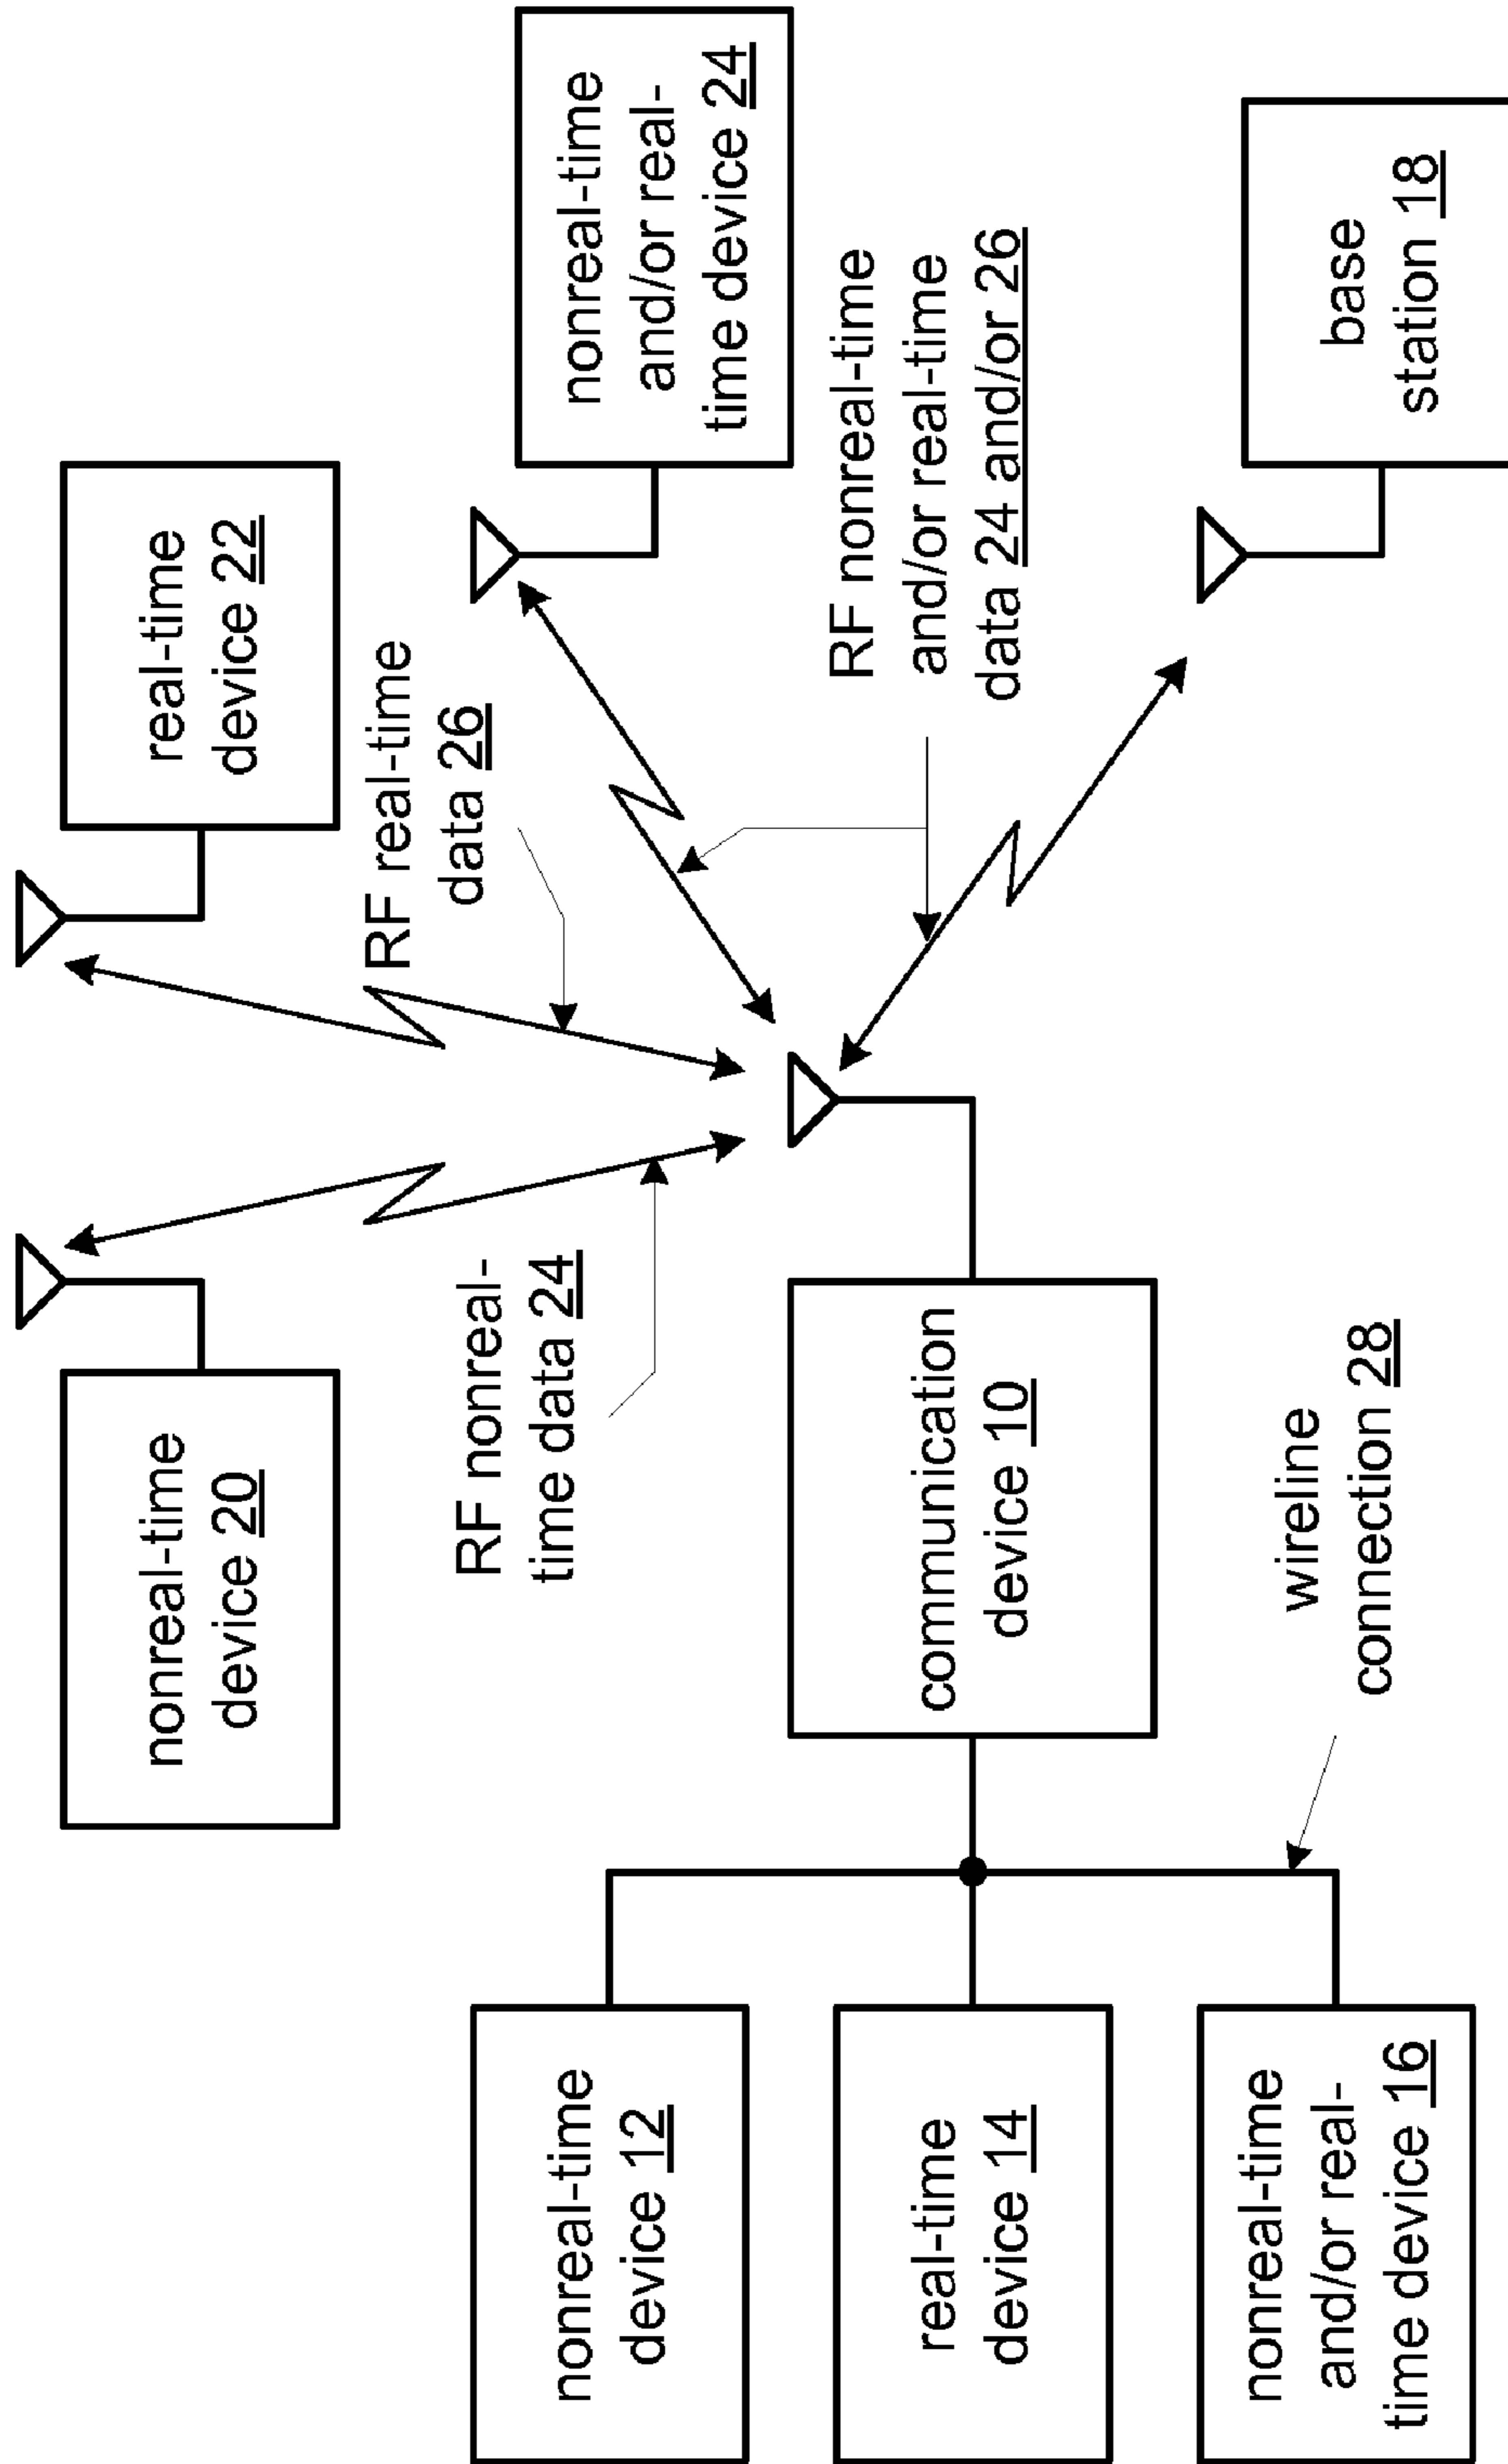 nonreal-time
device 20
real-time
device 22
RF real-time
data 26
RF nonreal-
time data 24
nonreal-time
and/or real-
time device 24
nonreal-time
device 12
communication
device 10
RF nonreal-time
and/or real-time
data 24 and/or 26
real-time
device 14
wireline
connection 28
nonreal-time
and/or real-
time device 16
base
station 18